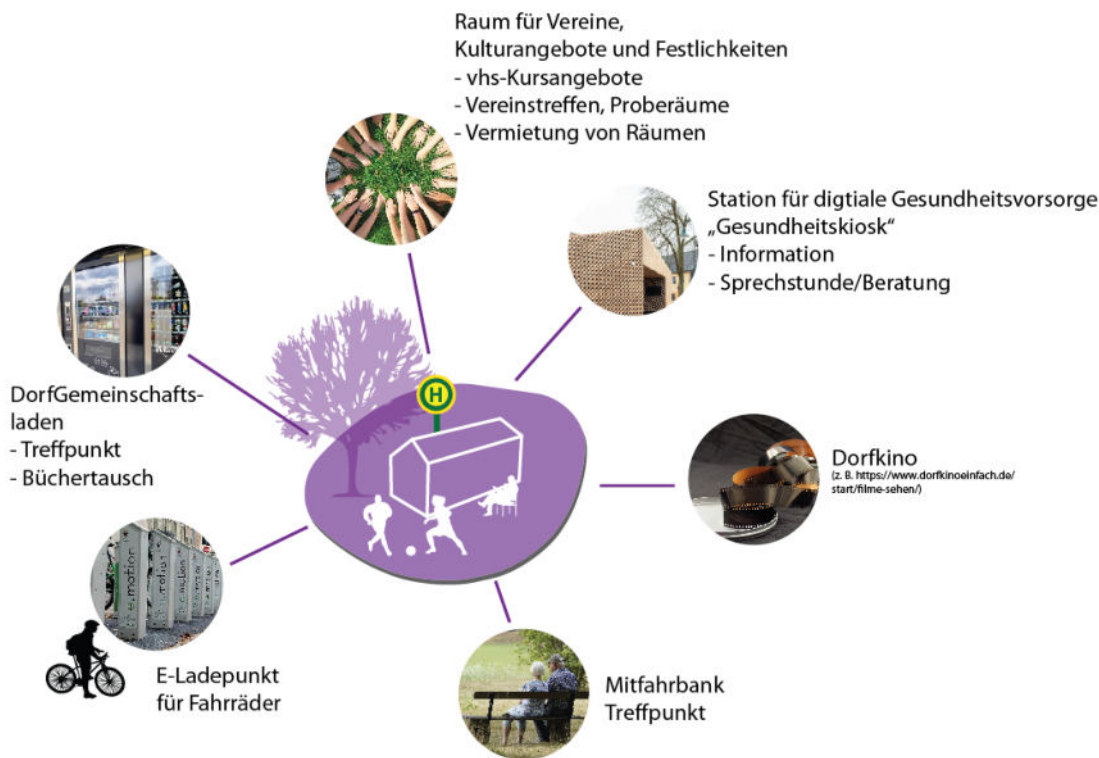 Raum für Vereine,
Kulturangebote und Festlichkeiten
- vhs-Kursangebote
- Vereinstreffen, Proberäume
- Vermietung von Räumen
Station für digtiale Gesundheitsvorsorge
„Gesundheitskiosk“
- Information
- Sprechstunde/Beratung
DorfGemeinschafts-
laden
- Treffpunkt
- Büchertausch
H
Dorfkino
(z. B. https://www.dorfkinoeinfach.de/
start/filme-sehen/)
e.motion
E-Ladepunkt
für Fahrräder
Mitfahrbank
Treffpunkt